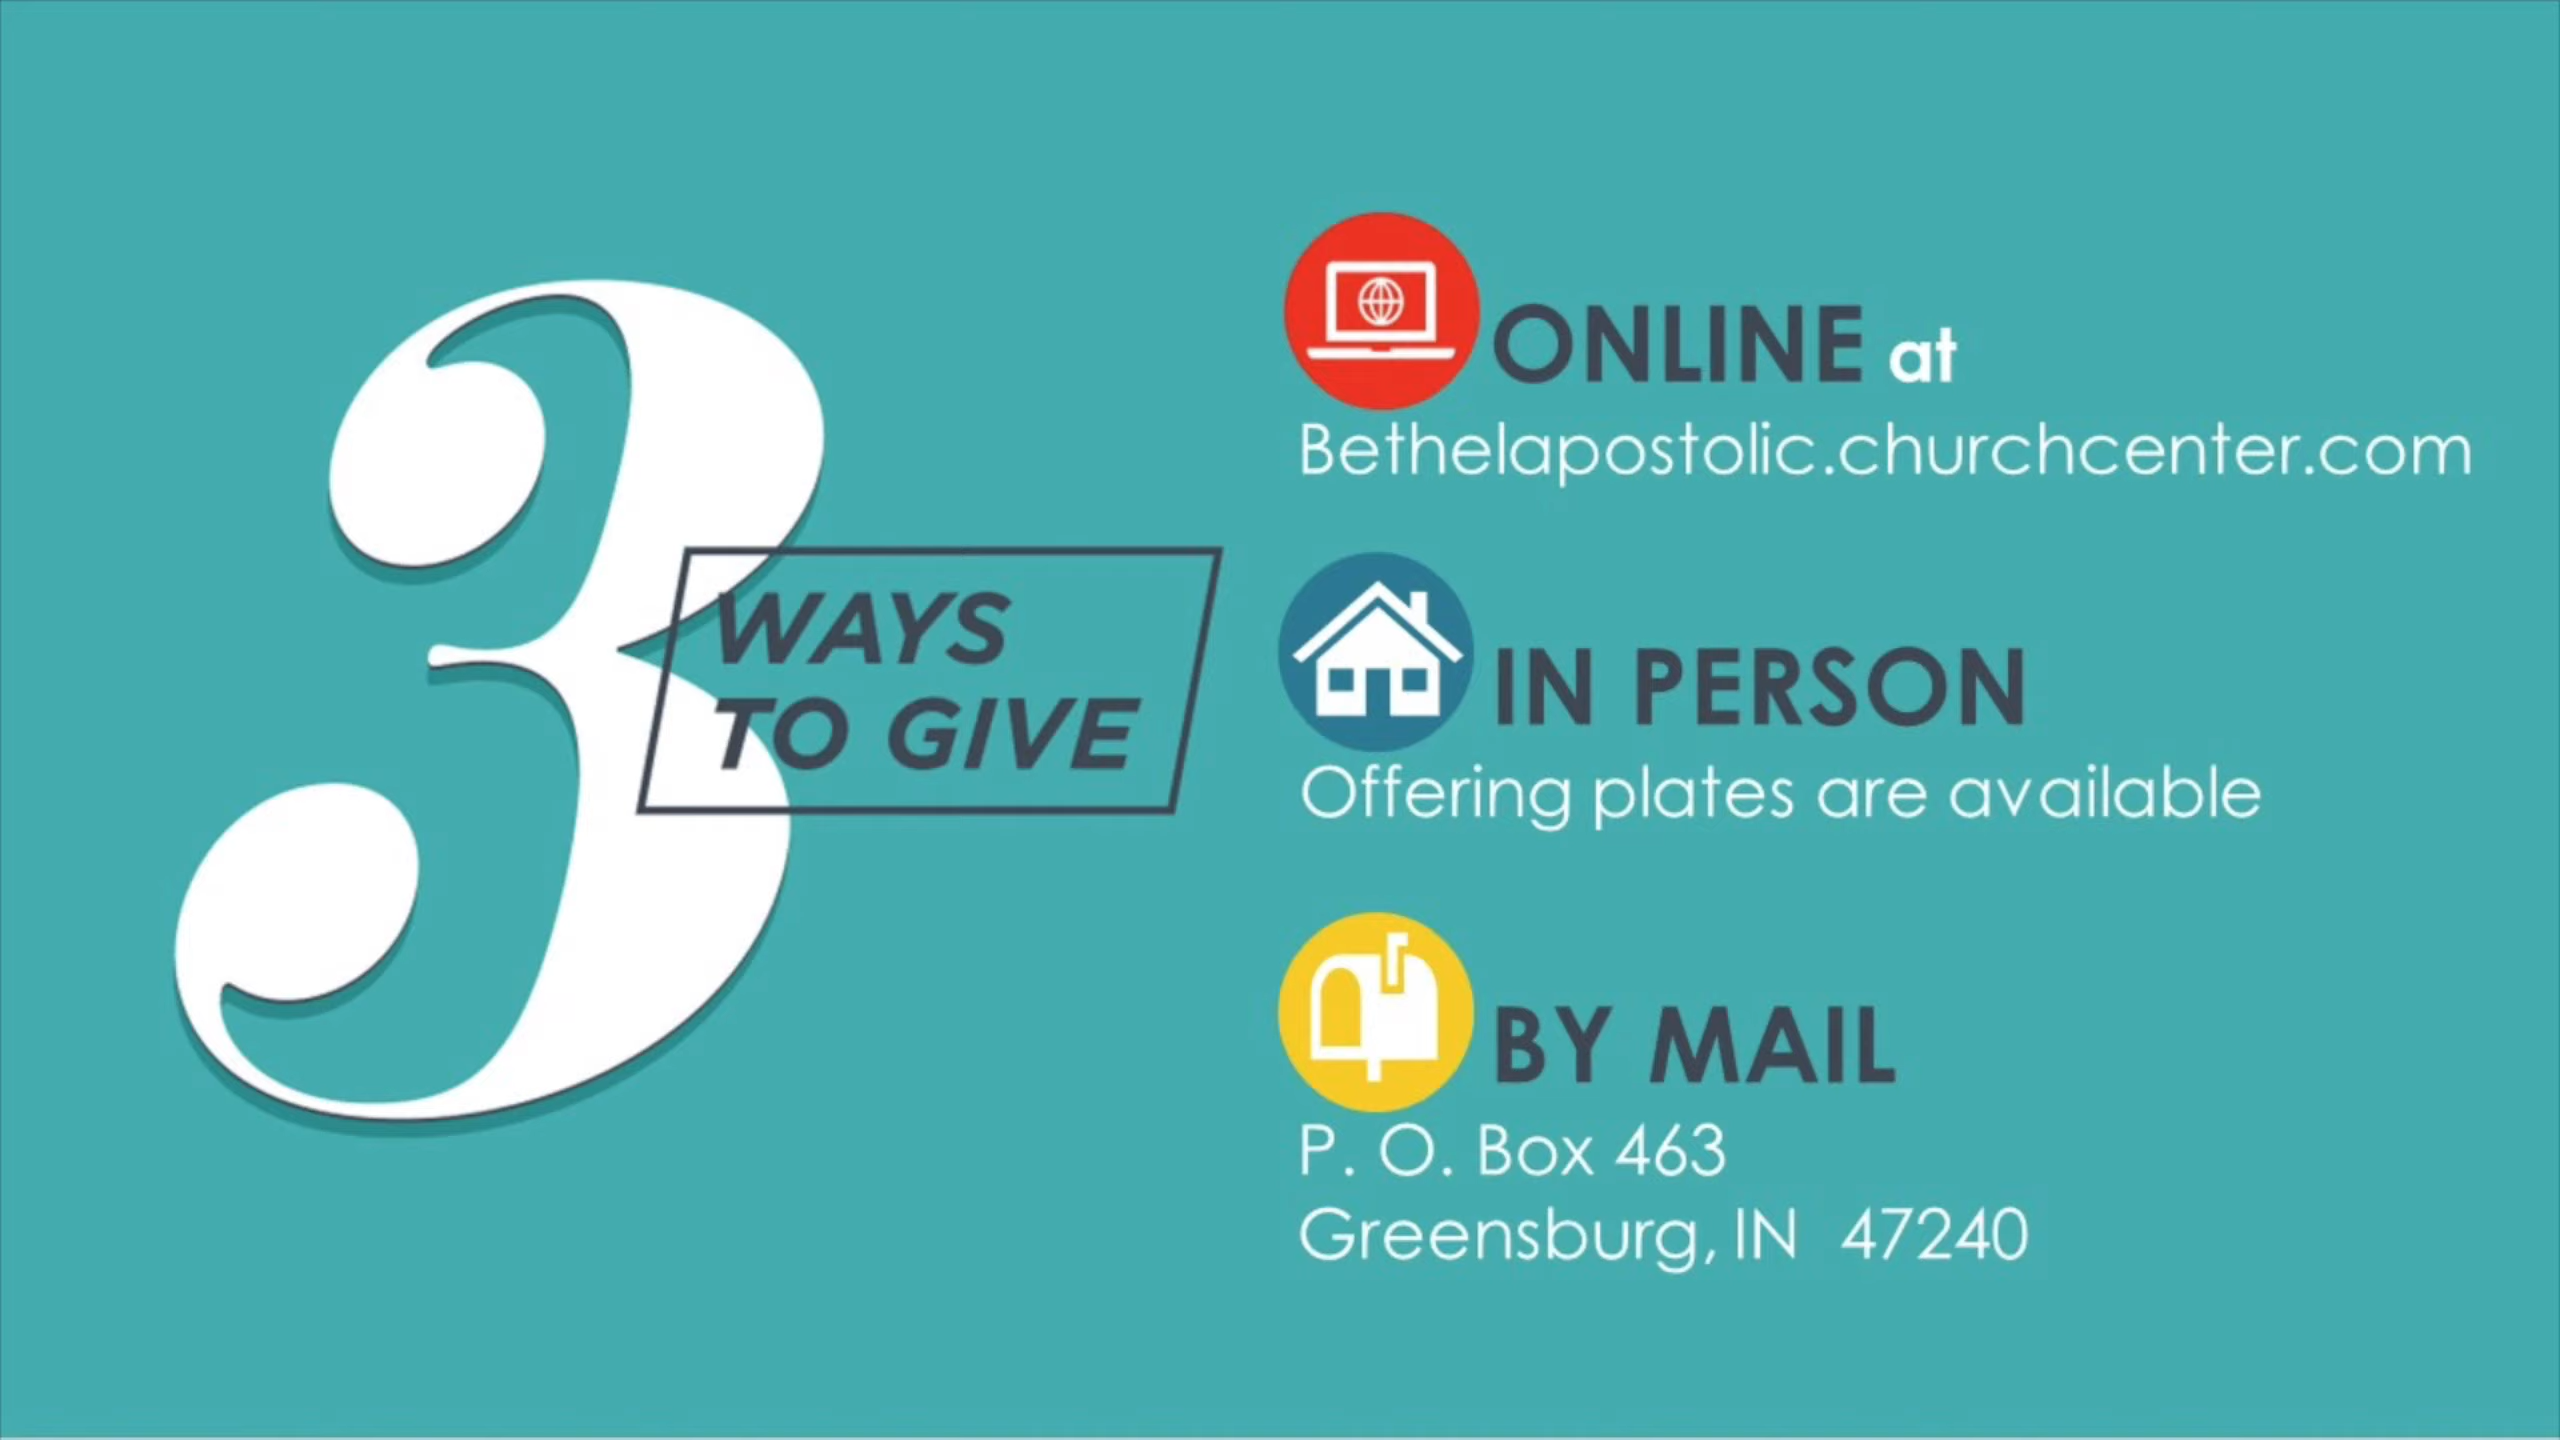 3
WAYS
TO GIVE
ONLINE at
Bethelapostolic.churchcenter.com
IN PERSON
Offering plates are available
BY MAIL
P. O. Box 463
Greensburg, IN  47240